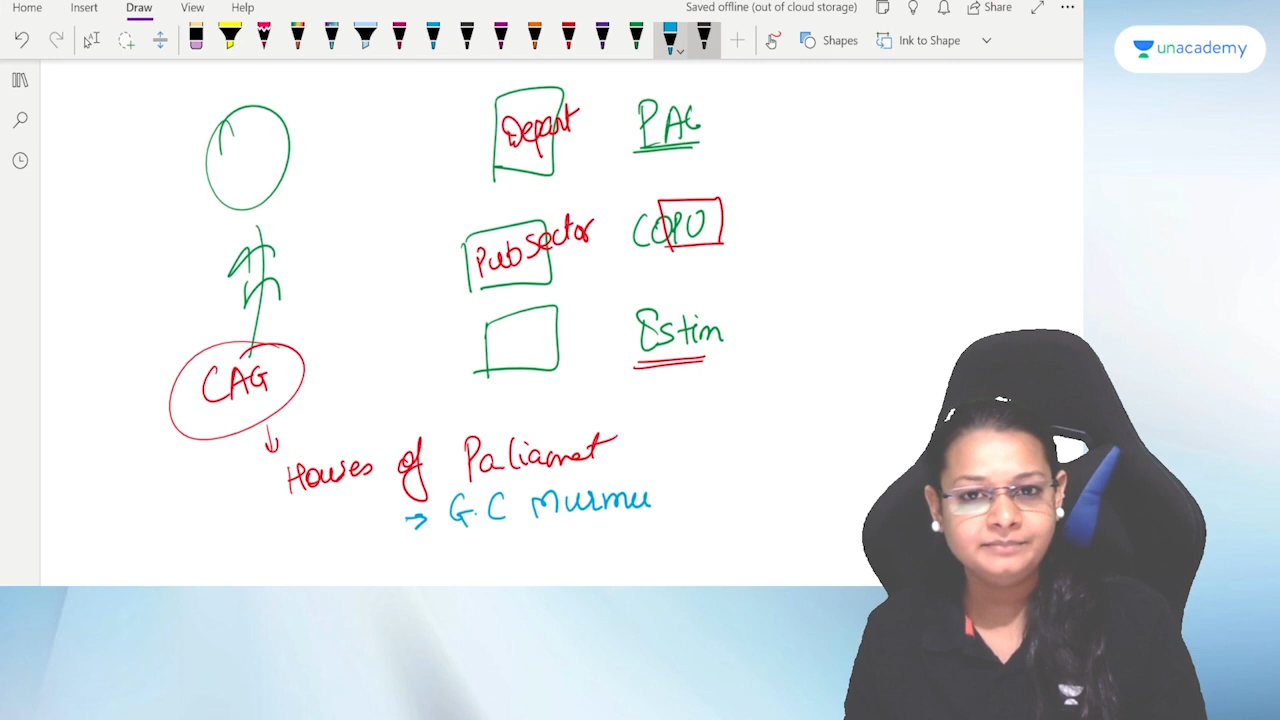 Home Insert Draw View Help Saved offline (out of cloud storage) Share
Shapes Ink to Shape
unacademy
Depart PAC
Pub Sector COPU
Estim
CAG
Houses of Paliamet
→ G.C Murmu